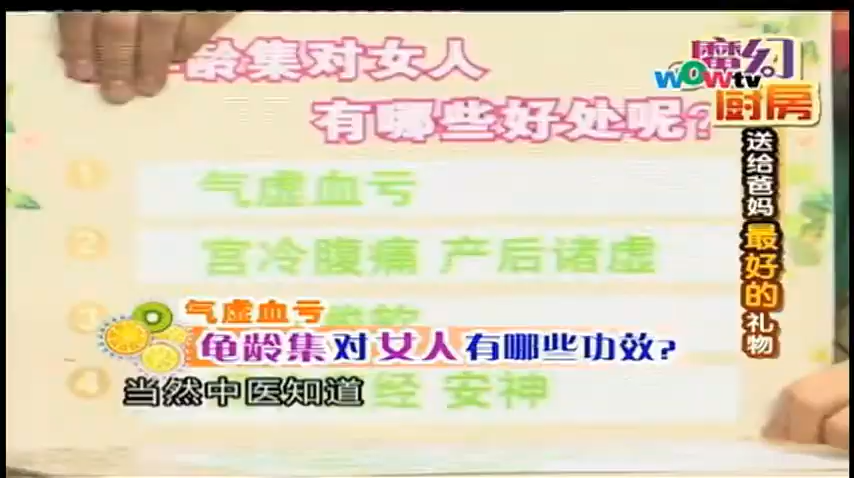 龄集对女人
有哪些好处呢?
魔幻
WOWtv
厨房
送给爸妈 最好的 礼物
1 气虚血亏
2 宫冷腹痛 产后诸虚
3
4 经 安神
气虚血亏
龟龄集对女人有哪些功效?
当然中医知道